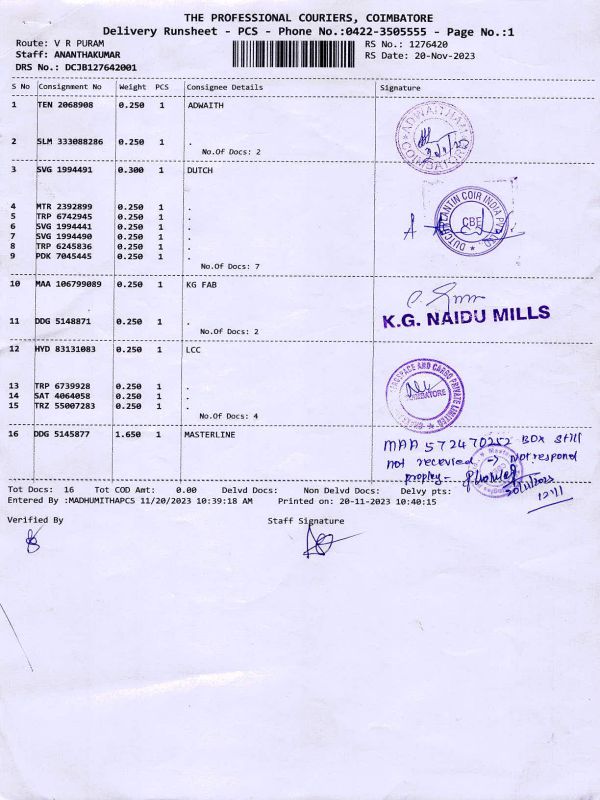 THE PROFESSIONAL COURIERS, COIMBATORE
Delivery Runsheet - PCS - Phone No.:0422-3505555 - Page No.:1
Route: V R PURAM RS No.: 1276420
Staff: ANANTHAKUMAR RS Date: 20-Nov-2023
DRS No.: DCJB127642001
S No Consignment No Weight PCS Consignee Details Signature
1 TEN 2068908 0.250 1 ADWAITH
2 SLM 333088286 0.250 1 .
No.Of Docs: 2
3 SVG 1994491 0.300 1 DUTCH
4 MTR 2392899 0.250 1 .
5 TRP 6742945 0.250 1 .
6 SVG 1994441 0.250 1 .
7 SVG 1994490 0.250 1 .
8 TRP 6245836 0.250 1 .
9 PDK 7045445 0.250 1 .
CBE
No.Of Docs: 7
10 MAA 106799089 0.250 1 KG FAB
11 DDG 5148871 0.250 1 .
K.G. NAIDU MILLS
No.Of Docs: 2
12 HYD 83131083 0.250 1 LCC
13 TRP 6739928 0.250 1 .
14 SAT 4064058 0.250 1 .
15 TRZ 55007283 0.250 1 .
COIMBATORE
No.Of Docs: 4
16 DDG 5145877 1.650 1 MASTERLINE
MAA 572470252 BOX still
not received → Not respond
20/11/2023
12:11
Tot Docs: 16 Tot COD Amt: 0.00 Delvd Docs: Non Delvd Docs: Delvy pts:
Entered By :MADHUMITHAPCS 11/20/2023 10:39:18 AM Printed on: 20-11-2023 10:40:15
Verified By Staff Signature